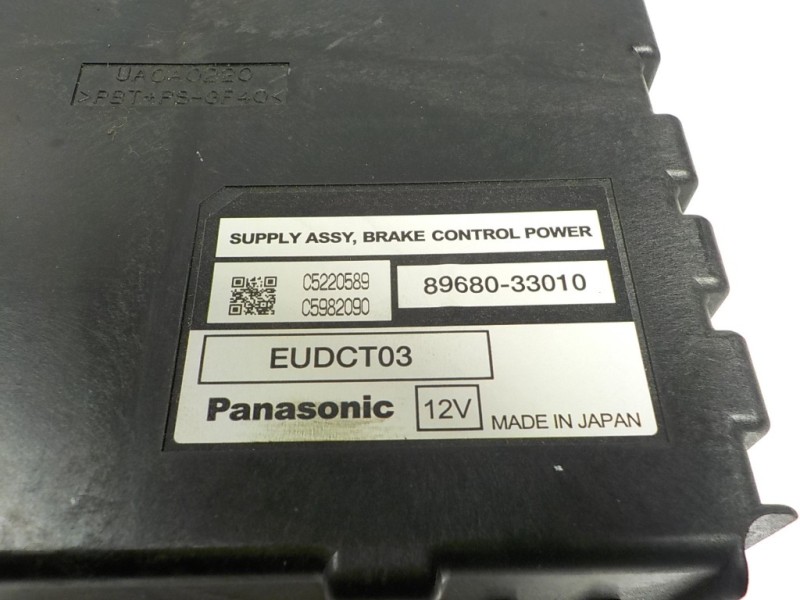 UA0A0220
>PBT+PS-GF40<
SUPPLY ASSY, BRAKE CONTROL POWER
C5220589
C5982090
89680-33010
EUDCT03
Panasonic
12V
MADE IN JAPAN